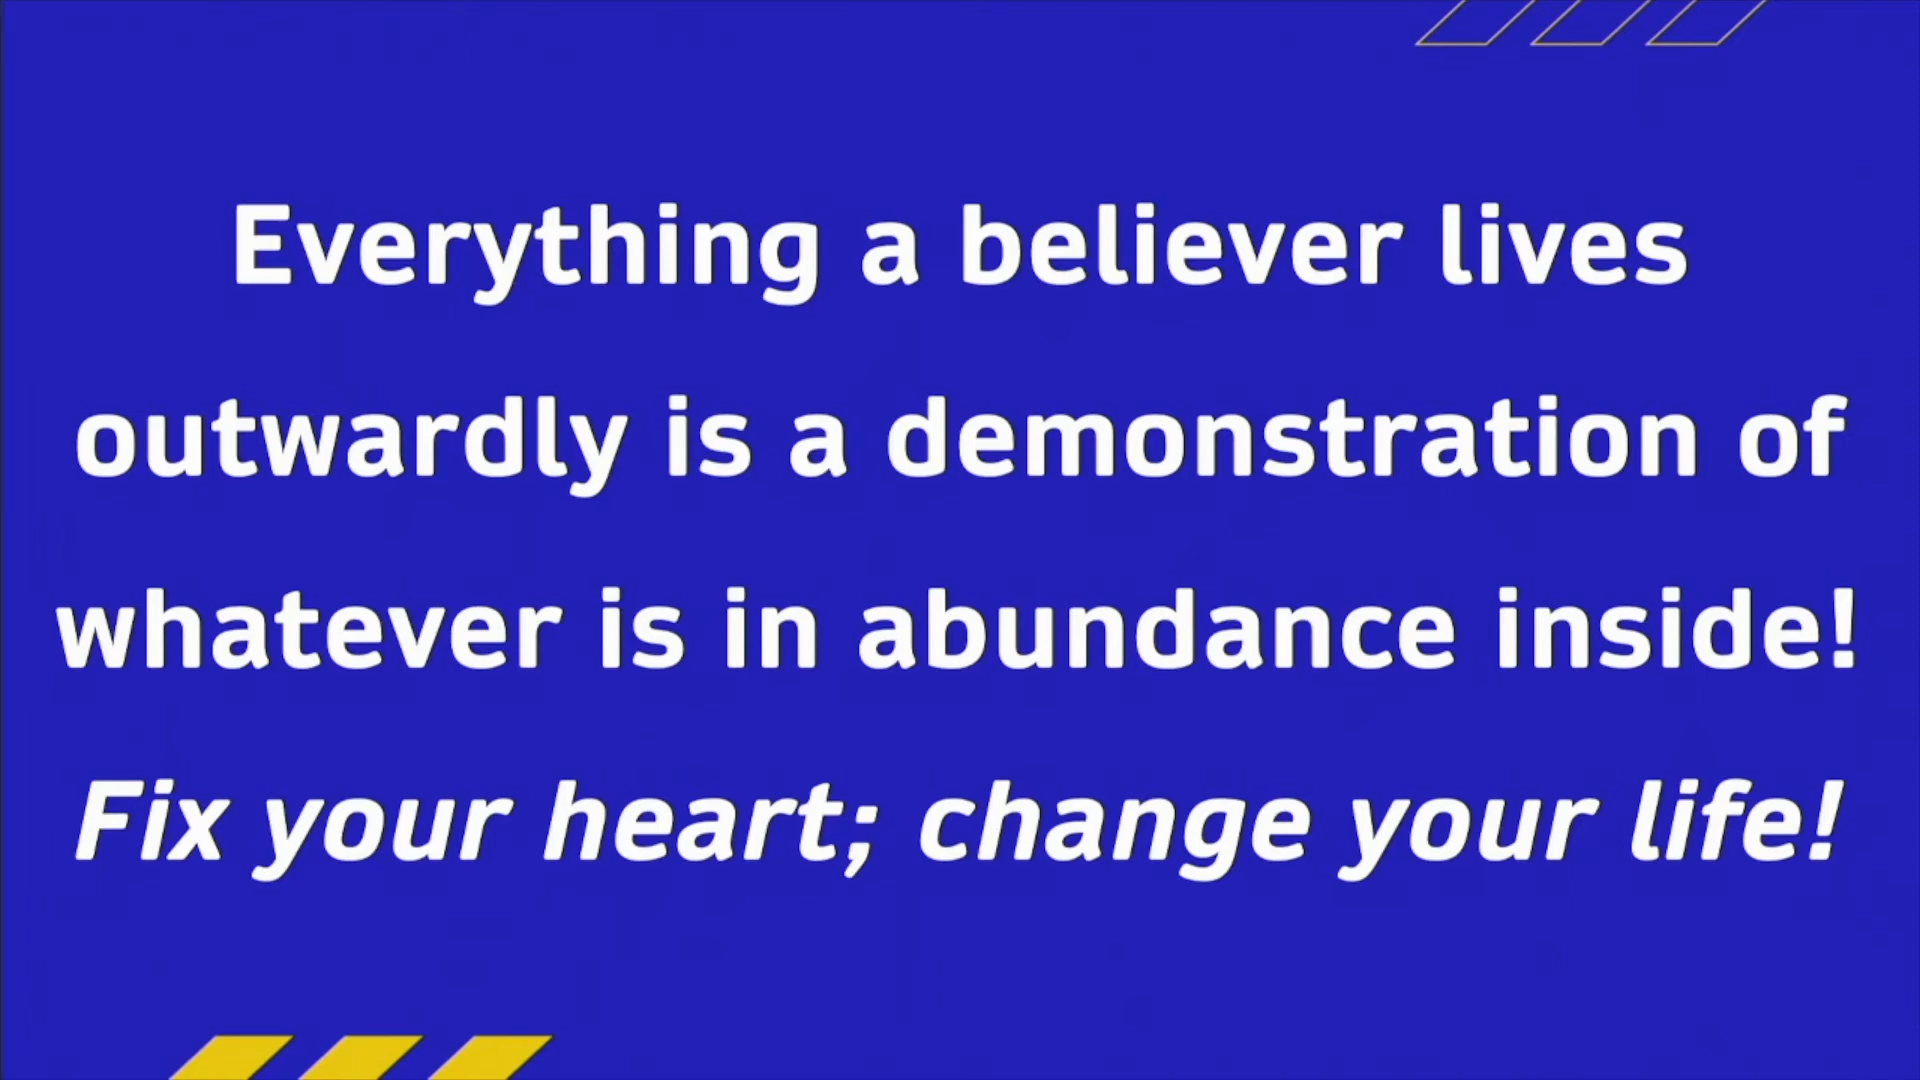 Everything a believer lives
outwardly is a demonstration of
whatever is in abundance inside!
Fix your heart; change your life!